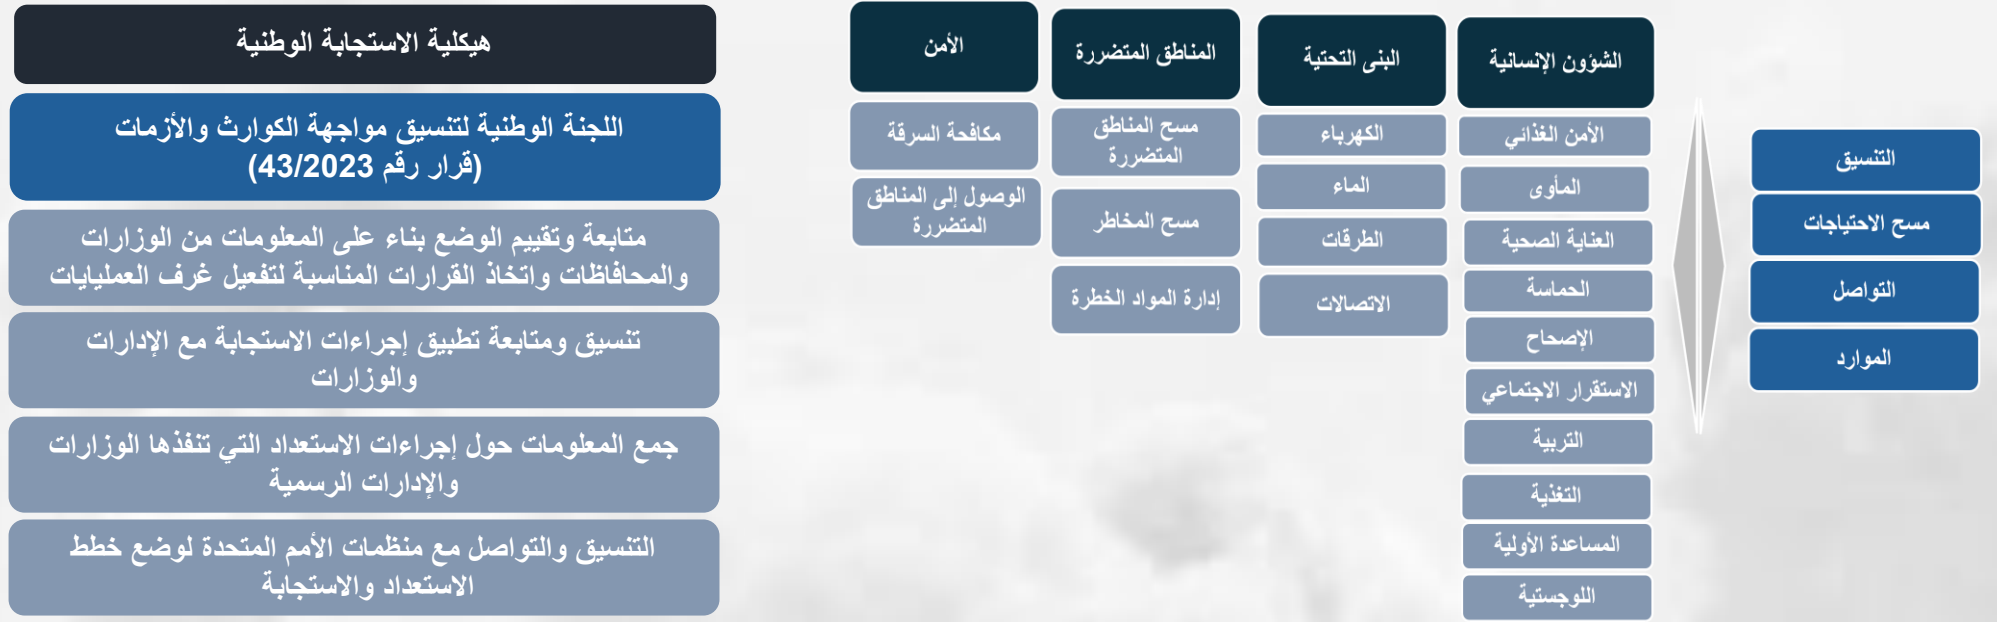 التنسيق
مسح الاحتياجات
التواصل
الموارد
الشؤون الإنسانية
الأمن الغذائي
المأوى
العناية الصحية
الحماسة
الإصحاح
الاستقرار الاجتماعي
التربية
التغذية
المساعدة الأولية
اللوجستية
البنى التحتية
الكهرباء
الماء
الطرقات
الاتصالات
المناطق المتضررة
مسح المناطق
المتضررة
مسح المخاطر
إدارة المواد الخطرة
الأمن
مكافحة السرقة
الوصول إلى المناطق
المتضررة
هيكلية الاستجابة الوطنية
اللجنة الوطنية لتنسيق مواجهة الكوارث والأزمات
(قرار رقم 43/2023)
متابعة وتقييم الوضع بناء على المعلومات من الوزارات
والمحافظات واتخاذ القرارات المناسبة لتفعيل غرف العمليايات
تنسيق ومتابعة تطبيق إجراءات الاستجابة مع الإدارات
والوزارات
جمع المعلومات حول إجراءات الاستعداد التي تنفذها الوزارات
والإدارات الرسمية
التنسيق والتواصل مع منظمات الأمم المتحدة لوضع خطط
الاستعداد والاستجابة